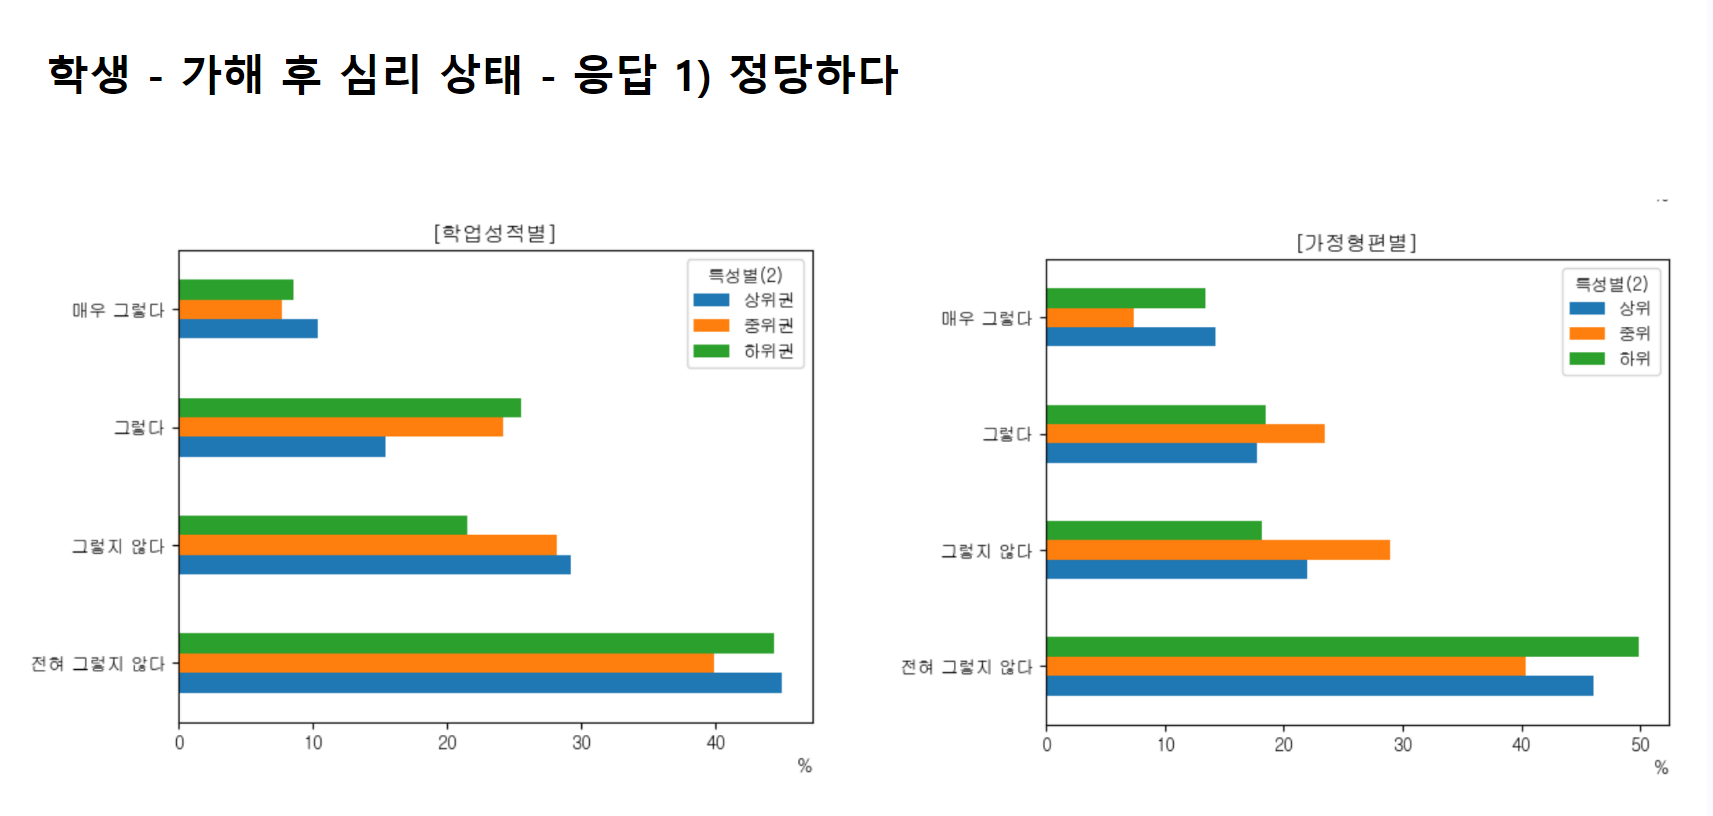 학생 - 가해 후 심리 상태 - 응답 1) 정당하다
[학업성적별]
특성별(2)
상위권
중위권
하위권
매우 그렇다
그렇다
그렇지 않다
전혀 그렇지 않다
0 10 20 30 40
%
[가정형편별]
특성별(2)
상위
중위
하위
매우 그렇다
그렇다
그렇지 않다
전혀 그렇지 않다
0 10 20 30 40 50
%